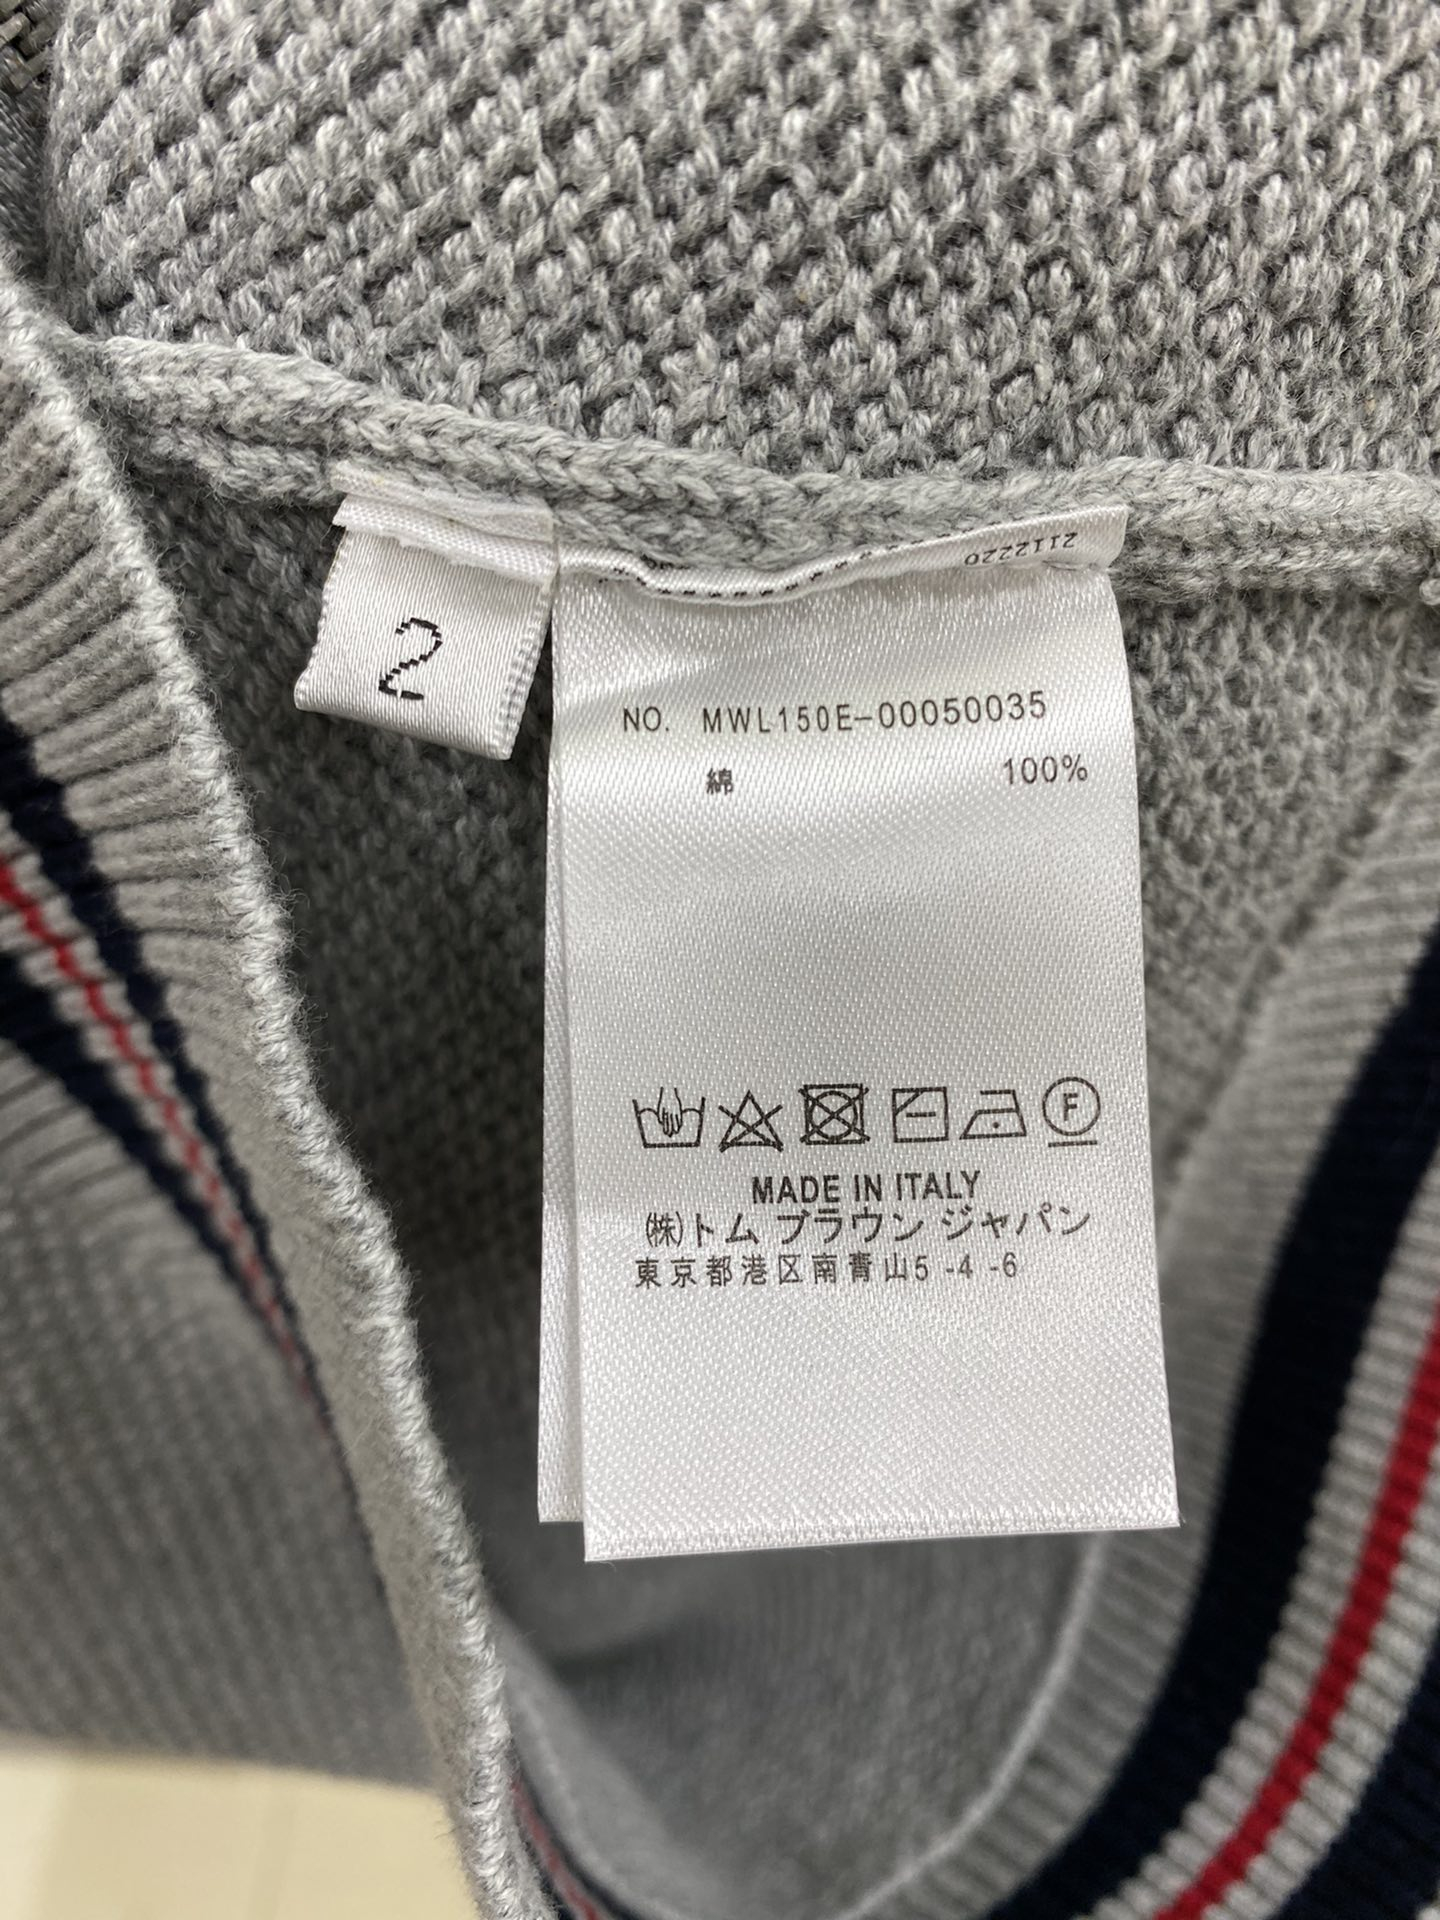 2112220
2
NO. MWL150E-00050035
綿 100%
F
MADE IN ITALY
㈱トム ブラウン ジャパン
東京都港区南青山5 -4 -6